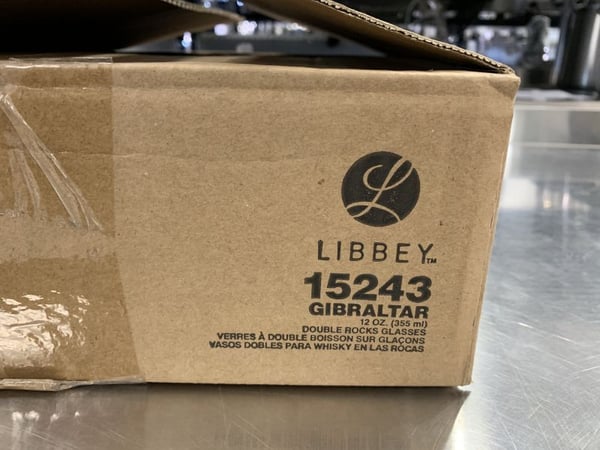 L
LIBBEY™
15243
GIBRALTAR
12 OZ. (355 ml)
DOUBLE ROCKS GLASSES
VERRES À DOUBLE BOISSON SUR GLAÇONS
VASOS DOBLES PARA WHISKY EN LAS ROCAS